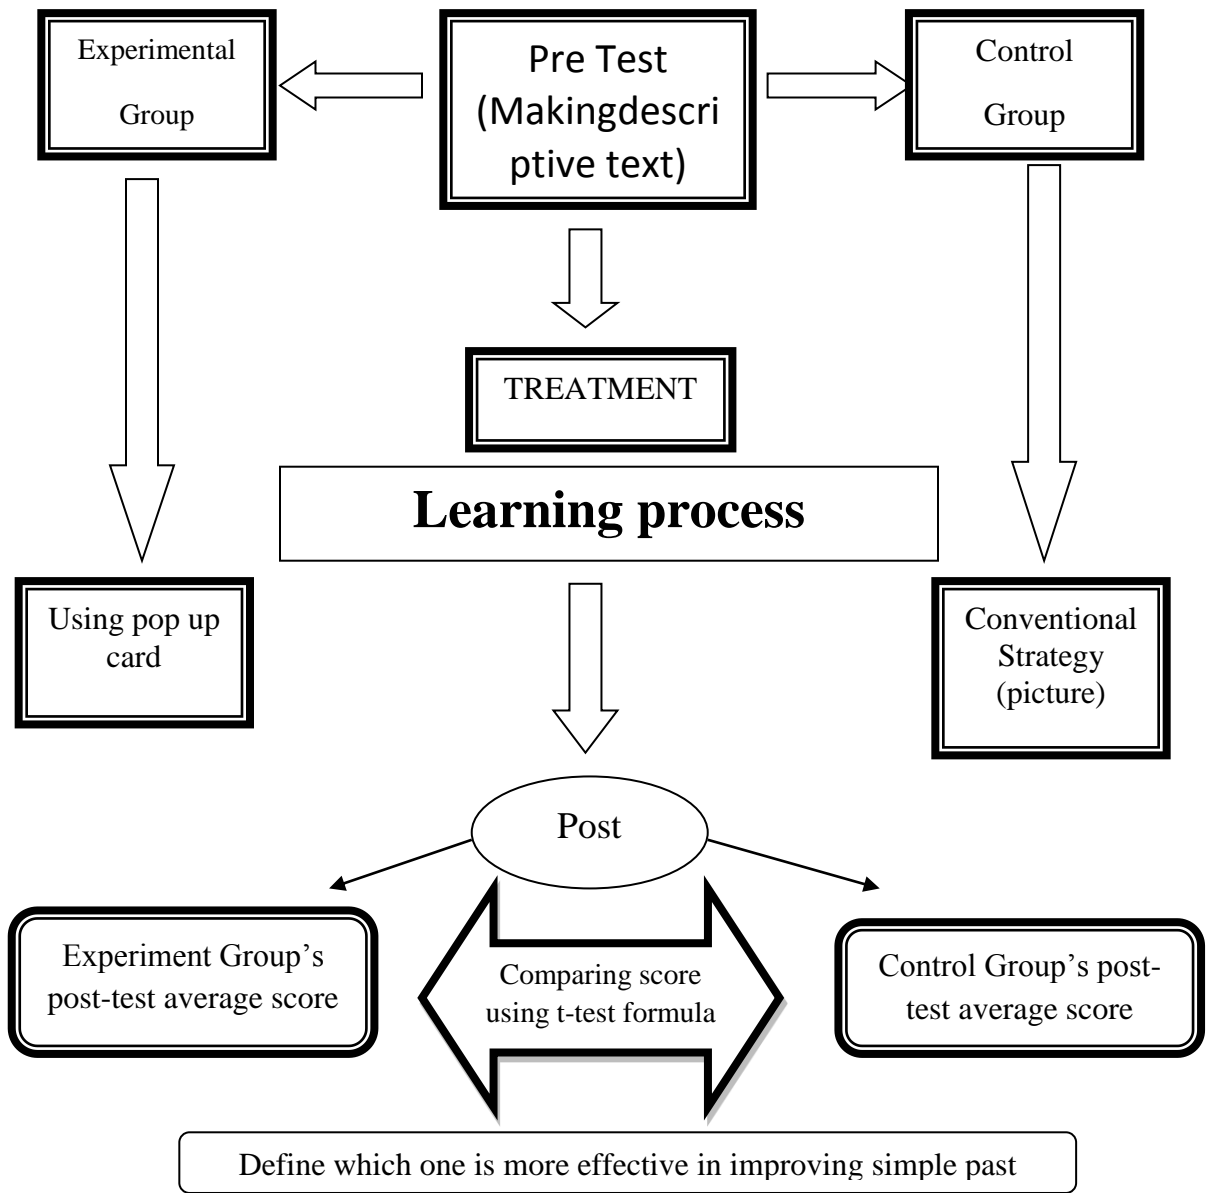 Experimental
Group
Pre Test
(Makingdescri
ptive text)
Control
Group
TREATMENT
Learning process
Using pop up
card
Conventional
Strategy
(picture)
Post
Experiment Group’s
post-test average score
Comparing score
using t-test formula
Control Group’s post-
test average score
Define which one is more effective in improving simple past